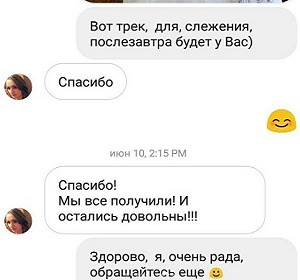 Вот трек, для, слежения,
послезавтра будет у Вас)
Спасибо
июн 10, 2:15 PM
Спасибо!
Мы все получили! И
остались довольны!!!
Здорово, я, очень рада,
обращайтесь еще 😊